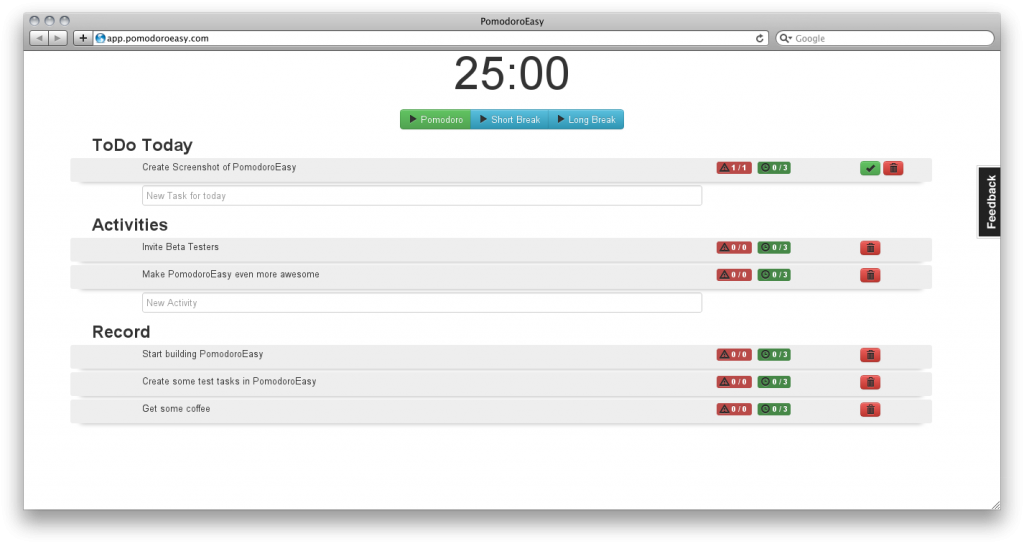 PomodoroEasy
app.pomodoroeasy.com
Google
25:00
Pomodoro Short Break Long Break
ToDo Today
Create Screenshot of PomodoroEasy 1 / 1 0 / 3
New Task for today
Feedback
Activities
Invite Beta Testers 0 / 0 0 / 3
Make PomodoroEasy even more awesome 0 / 0 0 / 3
New Activity
Record
Start building PomodoroEasy 0 / 0 0 / 3
Create some test tasks in PomodoroEasy 0 / 0 0 / 3
Get some coffee 0 / 0 0 / 3